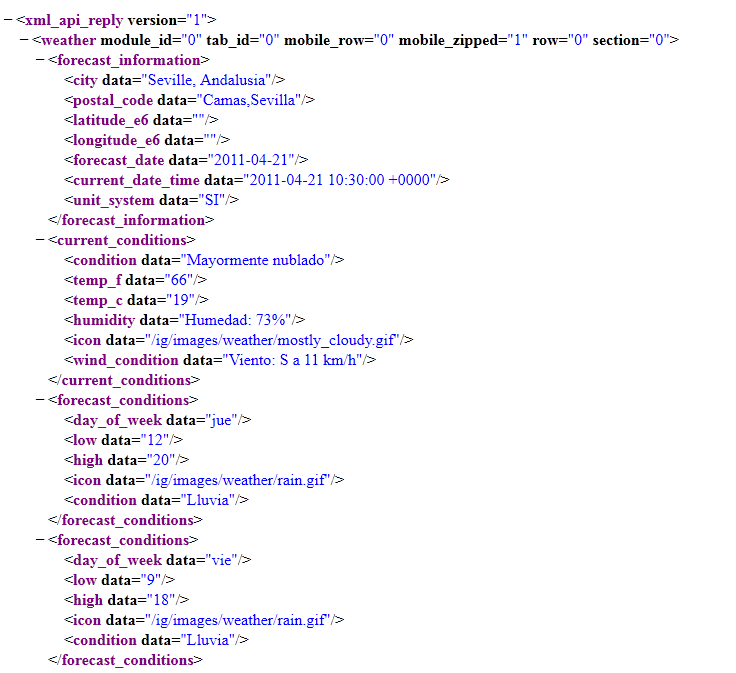 −<xml_api_reply version="1">
−<weather module_id="0" tab_id="0" mobile_row="0" mobile_zipped="1" row="0" section="0">
−<forecast_information>
<city data="Seville, Andalusia"/>
<postal_code data="Camas,Sevilla"/>
<latitude_e6 data=""/>
<longitude_e6 data=""/>
<forecast_date data="2011-04-21"/>
<current_date_time data="2011-04-21 10:30:00 +0000"/>
<unit_system data="SI"/>
</forecast_information>
−<current_conditions>
<condition data="Mayormente nublado"/>
<temp_f data="66"/>
<temp_c data="19"/>
<humidity data="Humedad: 73%"/>
<icon data="/ig/images/weather/mostly_cloudy.gif"/>
<wind_condition data="Viento: S a 11 km/h"/>
</current_conditions>
−<forecast_conditions>
<day_of_week data="jue"/>
<low data="12"/>
<high data="20"/>
<icon data="/ig/images/weather/rain.gif"/>
<condition data="Lluvia"/>
</forecast_conditions>
−<forecast_conditions>
<day_of_week data="vie"/>
<low data="9"/>
<high data="18"/>
<icon data="/ig/images/weather/rain.gif"/>
<condition data="Lluvia"/>
</forecast_conditions>